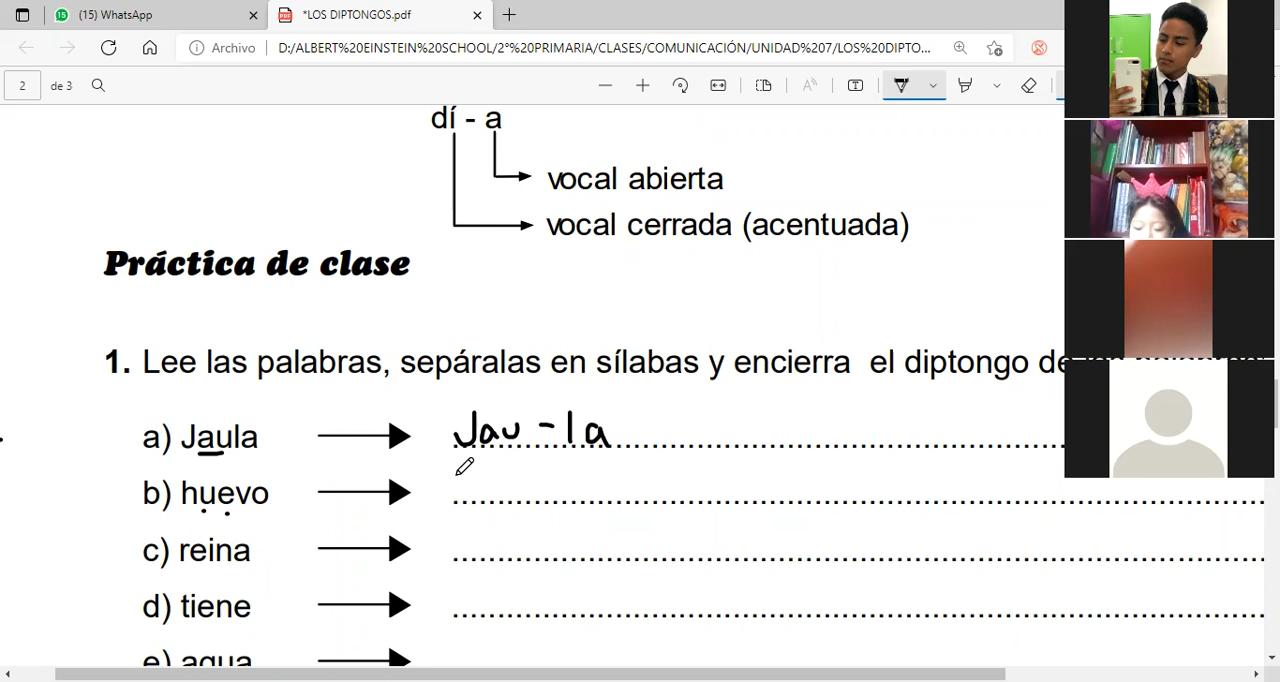 (15) WhatsApp
*LOS DIPTONGOS.pdf
Archivo
D:/ALBERT%20EINSTEIN%20SCHOOL/2°%20PRIMARIA/CLASES/COMUNICACIÓN/UNIDAD%207/LOS%20DIPTO...
2 de 3
dí - a
vocal abierta
vocal cerrada (acentuada)
Práctica de clase
1. Lee las palabras, sepáralas en sílabas y encierra el diptongo de
a) Jaula Jau - la
b) huevo
c) reina
d) tiene
e) agua